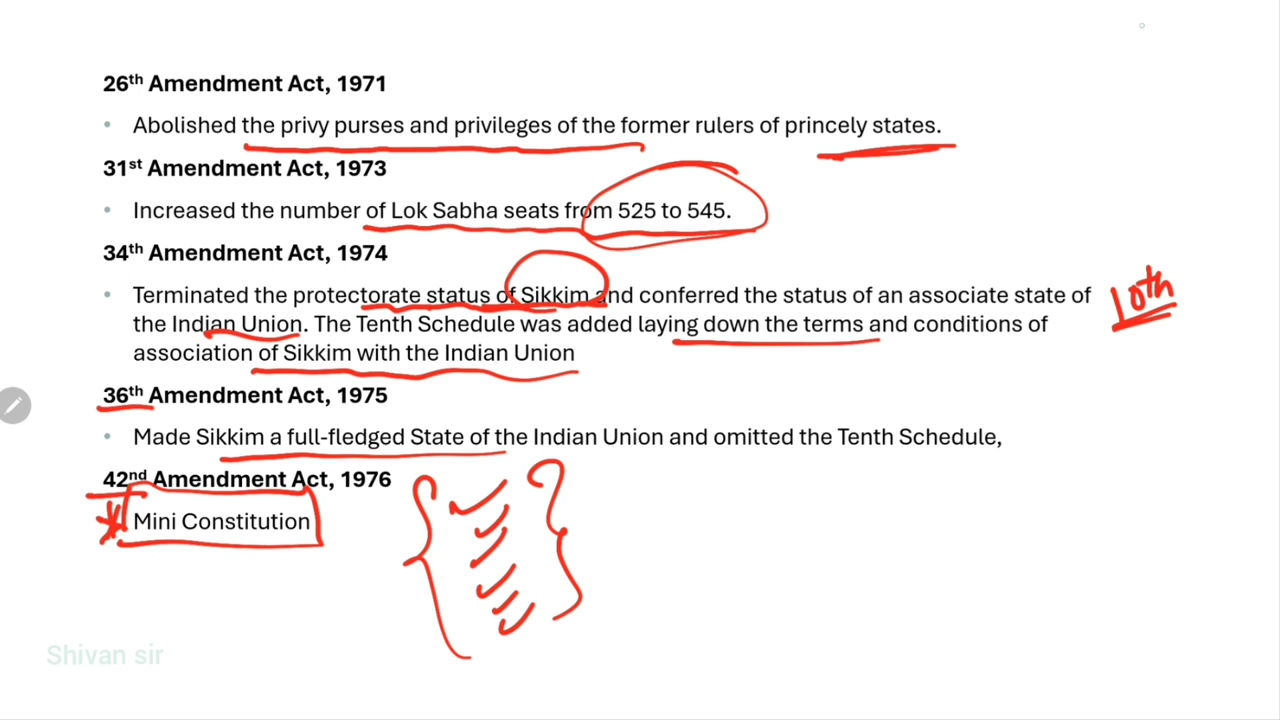 26th Amendment Act, 1971
• Abolished the privy purses and privileges of the former rulers of princely states.
31st Amendment Act, 1973
• Increased the number of Lok Sabha seats from 525 to 545.
34th Amendment Act, 1974
• Terminated the protectorate status of Sikkim and conferred the status of an associate state of
the Indian Union. The Tenth Schedule was added laying down the terms and conditions of
association of Sikkim with the Indian Union
10th
36th Amendment Act, 1975
• Made Sikkim a full-fledged State of the Indian Union and omitted the Tenth Schedule,
42nd Amendment Act, 1976
Mini Constitution
Shivan sir